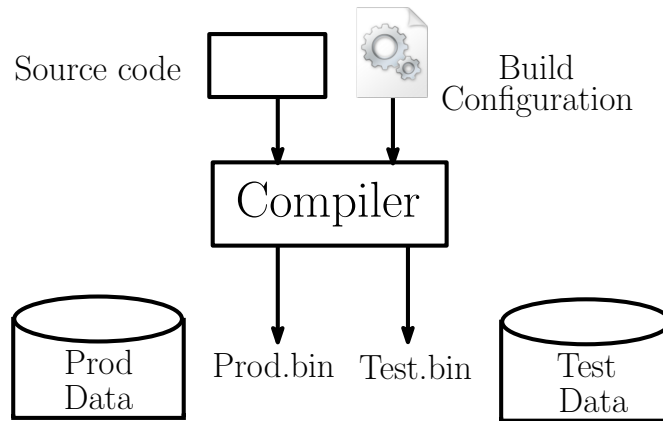 Source code
Build
Configuration
Compiler
Prod
Data
Prod.bin
Test.bin
Test
Data